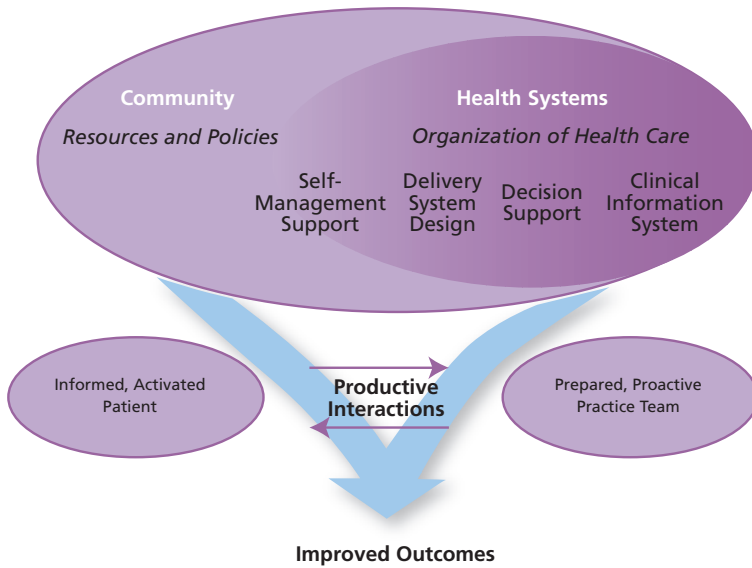 Community
Health Systems
Resources and Policies
Organization of Health Care
Self-
Management
Support
Delivery
System
Design
Decision
Support
Clinical
Information
System
Informed, Activated
Patient
Productive
Interactions
Prepared, Proactive
Practice Team
Improved Outcomes